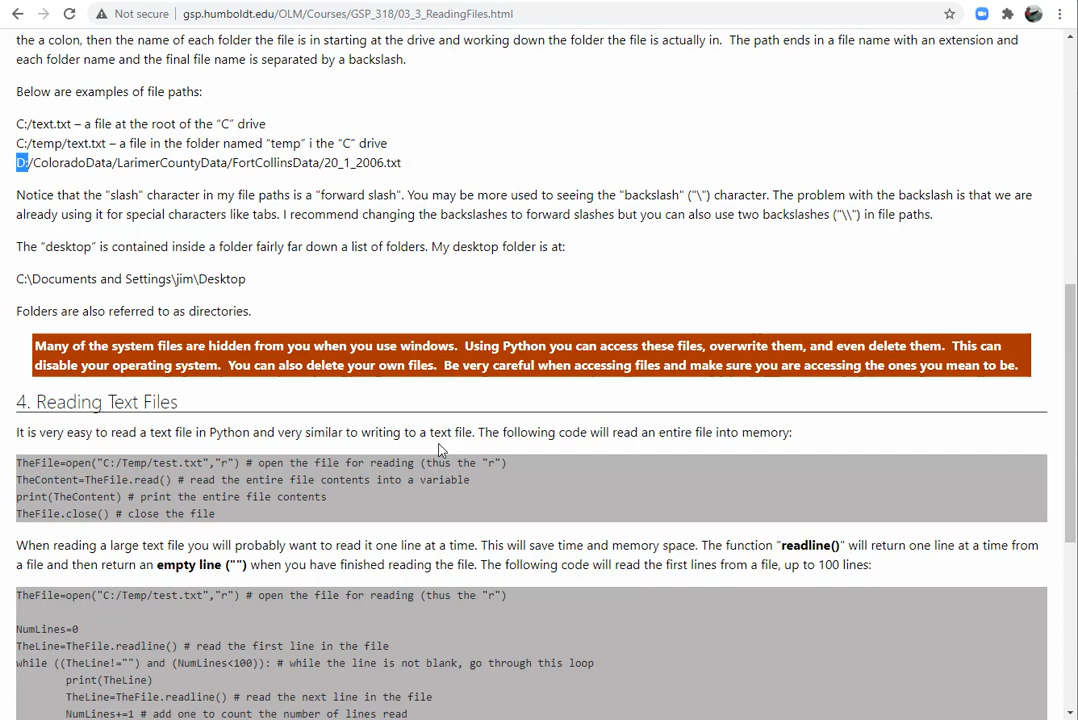 Not secure | gsp.humboldt.edu/OLM/Courses/GSP_318/03_3_ReadingFiles.html
the a colon, then the name of each folder the file is in starting at the drive and working down the folder the file is actually in.  The path ends in a file name with an extension and
each folder name and the final file name is separated by a backslash.
Below are examples of file paths:
C:/text.txt – a file at the root of the “C” drive
C:/temp/text.txt – a file in the folder named “temp” i the “C” drive
D:/ColoradoData/LarimerCountyData/FortCollinsData/20_1_2006.txt
Notice that the "slash" character in my file paths is a "forward slash". You may be more used to seeing the "backslash" ("\") character. The problem with the backslash is that we are
already using it for special characters like tabs. I recommend changing the backslashes to forward slashes but you can also use two backslashes ("\\") in file paths.
The “desktop” is contained inside a folder fairly far down a list of folders. My desktop folder is at:
C:\Documents and Settings\jim\Desktop
Folders are also referred to as directories.
Many of the system files are hidden from you when you use windows.  Using Python you can access these files, overwrite them, and even delete them.  This can
disable your operating system.  You can also delete your own files.  Be very careful when accessing files and make sure you are accessing the ones you mean to be.
4. Reading Text Files
It is very easy to read a text file in Python and very similar to writing to a text file.  The following code will read an entire file into memory:
TheFile=open("C:/Temp/test.txt","r") # open the file for reading (thus the "r")
TheContent=TheFile.read() # read the entire file contents into a variable
print(TheContent) # print the entire file contents
TheFile.close() # close the file
When reading a large text file you will probably want to read it one line at a time. This will save time and memory space. The function "readline()" will return one line at a time from
a file and then return an empty line ("") when you have finished reading the file. The following code will read the first lines from a file, up to 100 lines:
TheFile=open("C:/Temp/test.txt","r") # open the file for reading (thus the "r")
NumLines=0
TheLine=TheFile.readline() # read the first line in the file
while ((TheLine!="") and (NumLines<100)): # while the line is not blank, go through this loop
print(TheLine)
TheLine=TheFile.readline() # read the next line in the file
NumLines+=1 # add one to count the number of lines read